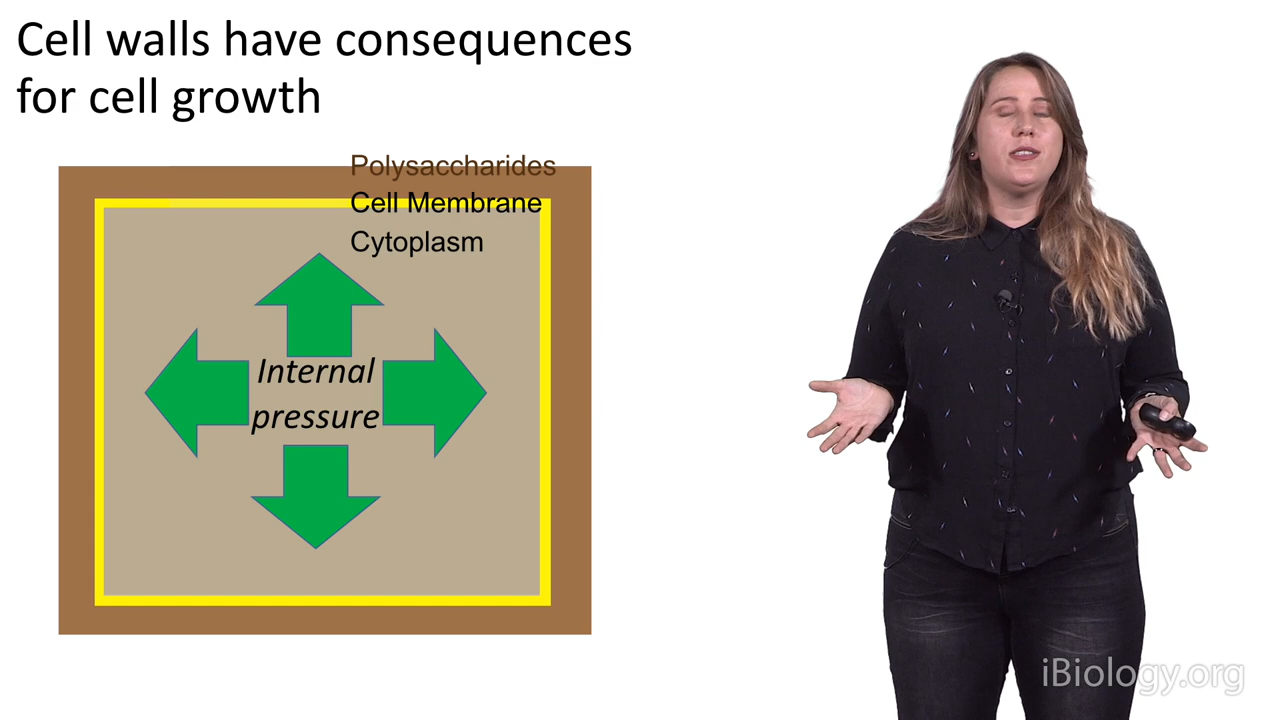 Cell walls have consequences
for cell growth
Polysaccharides
Cell Membrane
Cytoplasm
Internal
pressure
iBiology.org